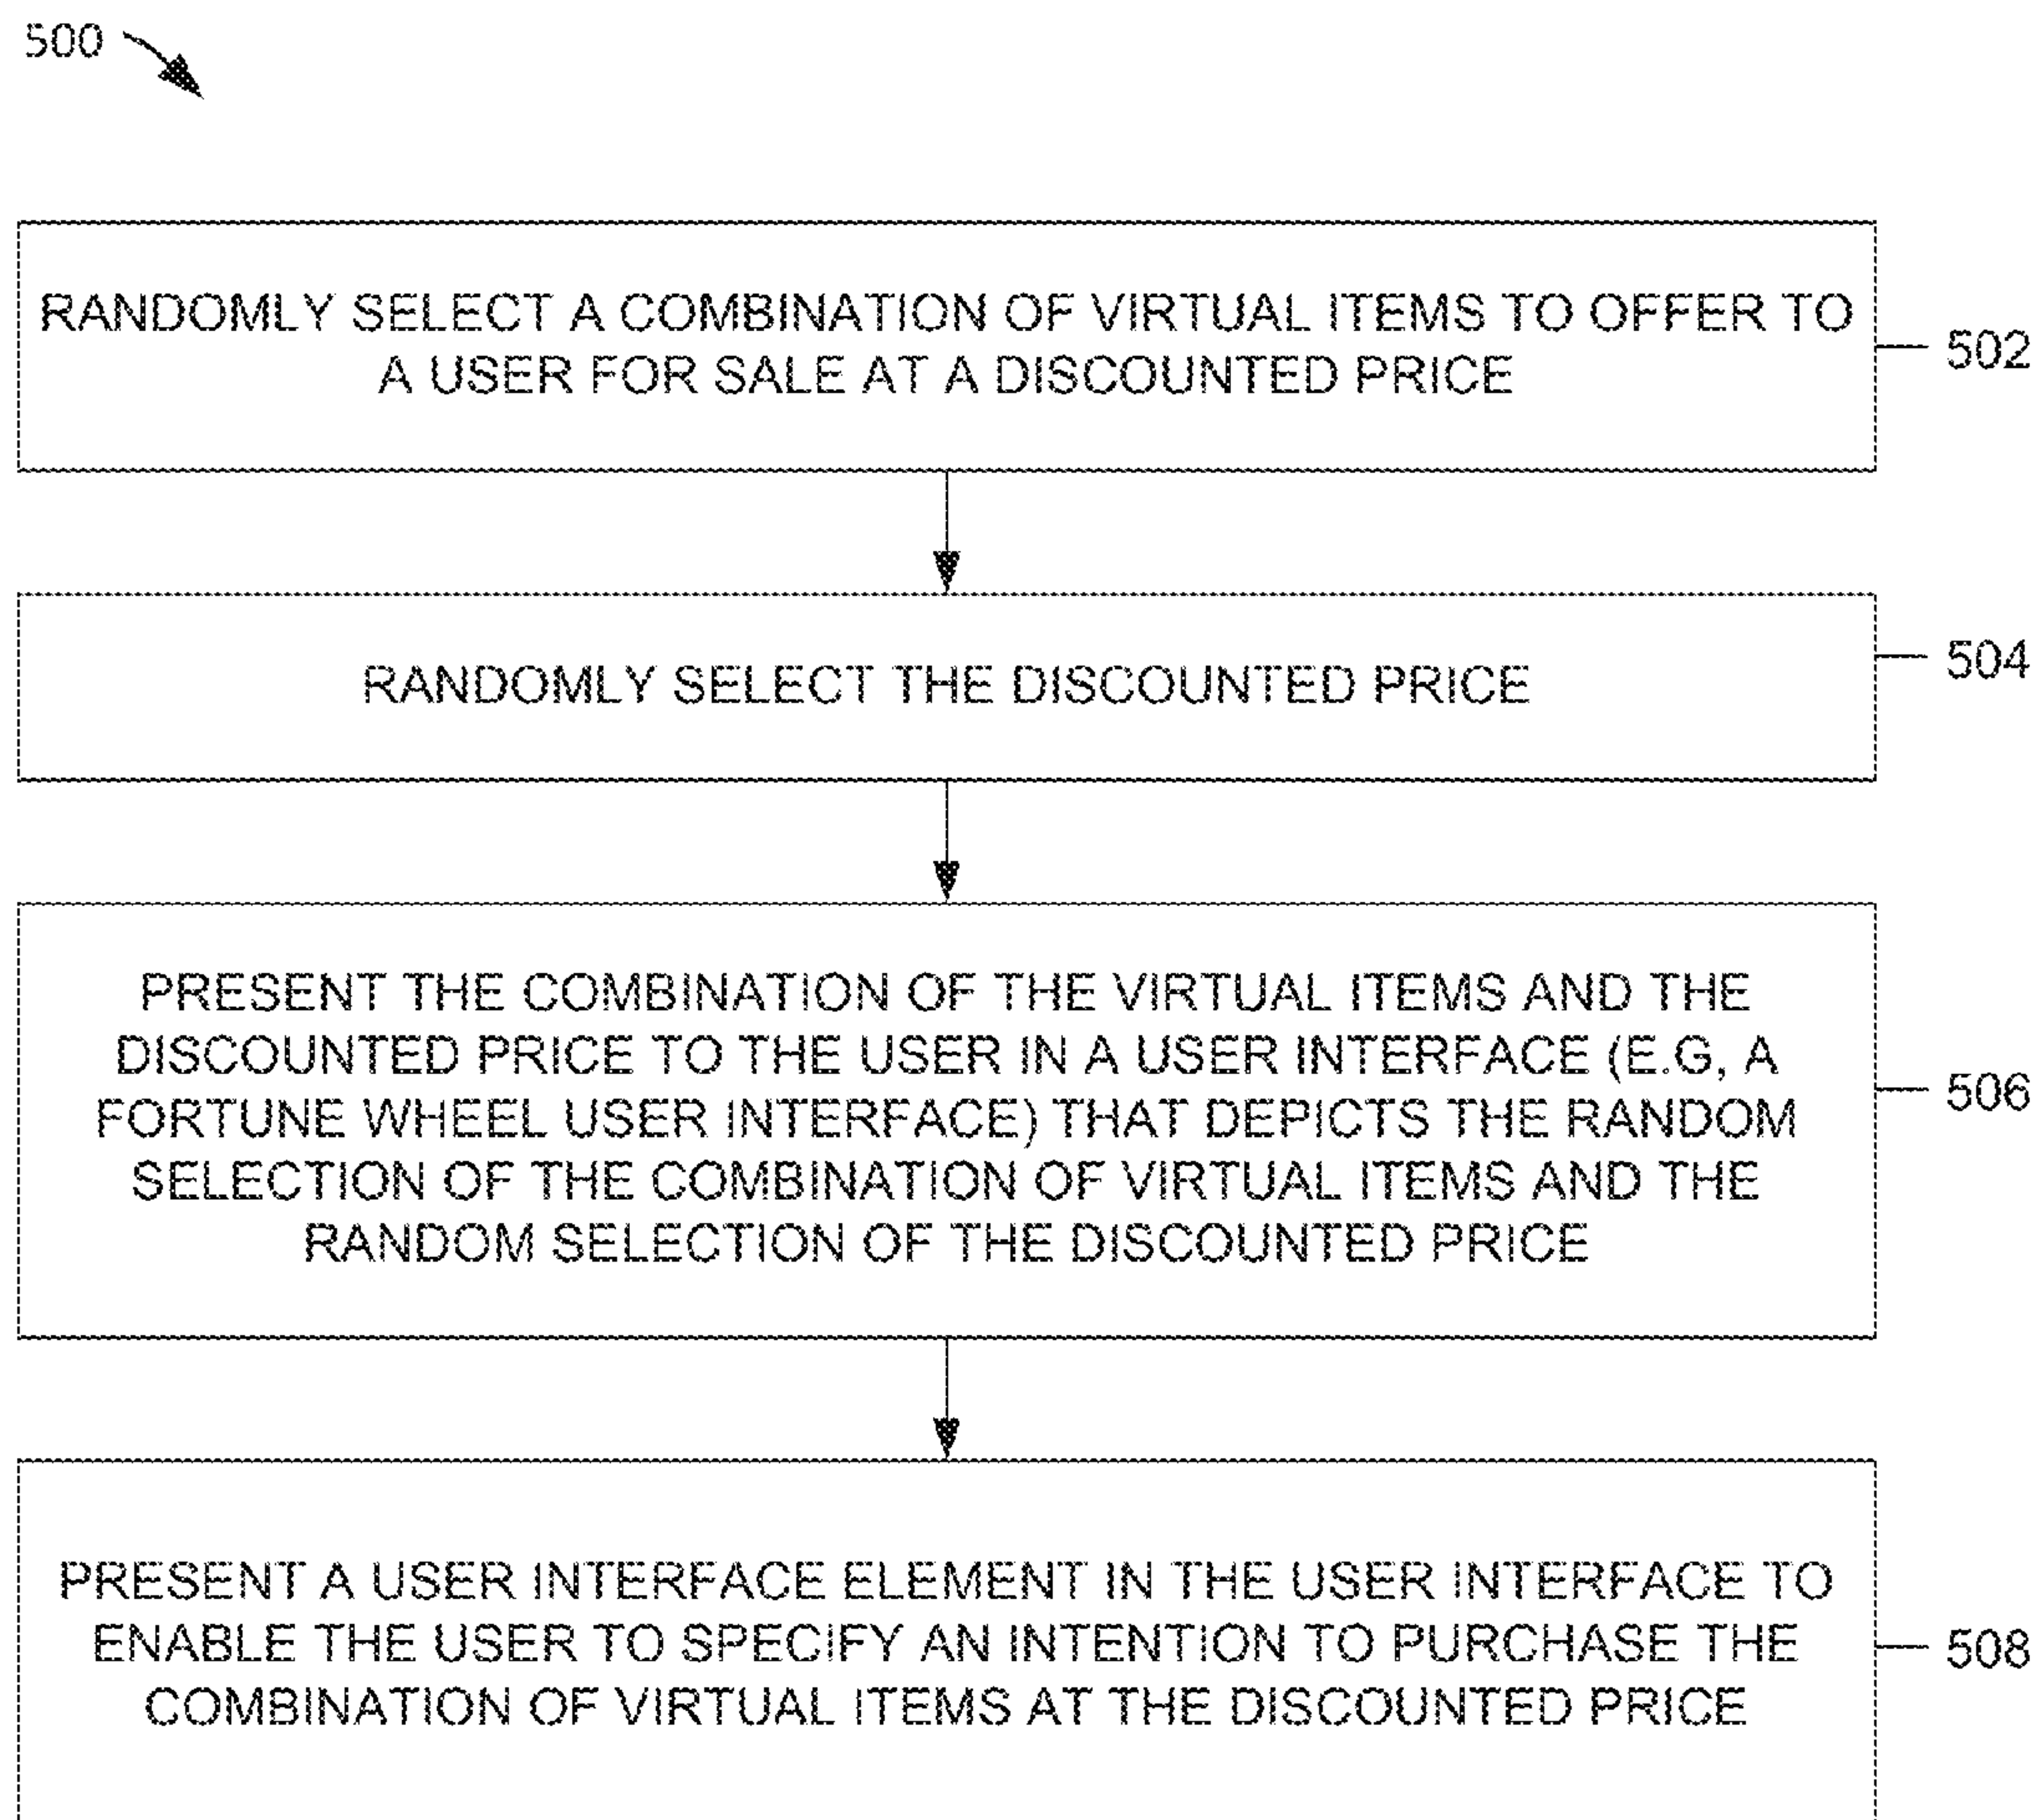 500
RANDOMLY SELECT A COMBINATION OF VIRTUAL ITEMS TO OFFER TO
A USER FOR SALE AT A DISCOUNTED PRICE
502
RANDOMLY SELECT THE DISCOUNTED PRICE
504
PRESENT THE COMBINATION OF THE VIRTUAL ITEMS AND THE
DISCOUNTED PRICE TO THE USER IN A USER INTERFACE (E.G, A
FORTUNE WHEEL USER INTERFACE) THAT DEPICTS THE RANDOM
SELECTION OF THE COMBINATION OF VIRTUAL ITEMS AND THE
RANDOM SELECTION OF THE DISCOUNTED PRICE
506
PRESENT A USER INTERFACE ELEMENT IN THE USER INTERFACE TO
ENABLE THE USER TO SPECIFY AN INTENTION TO PURCHASE THE
COMBINATION OF VIRTUAL ITEMS AT THE DISCOUNTED PRICE
508